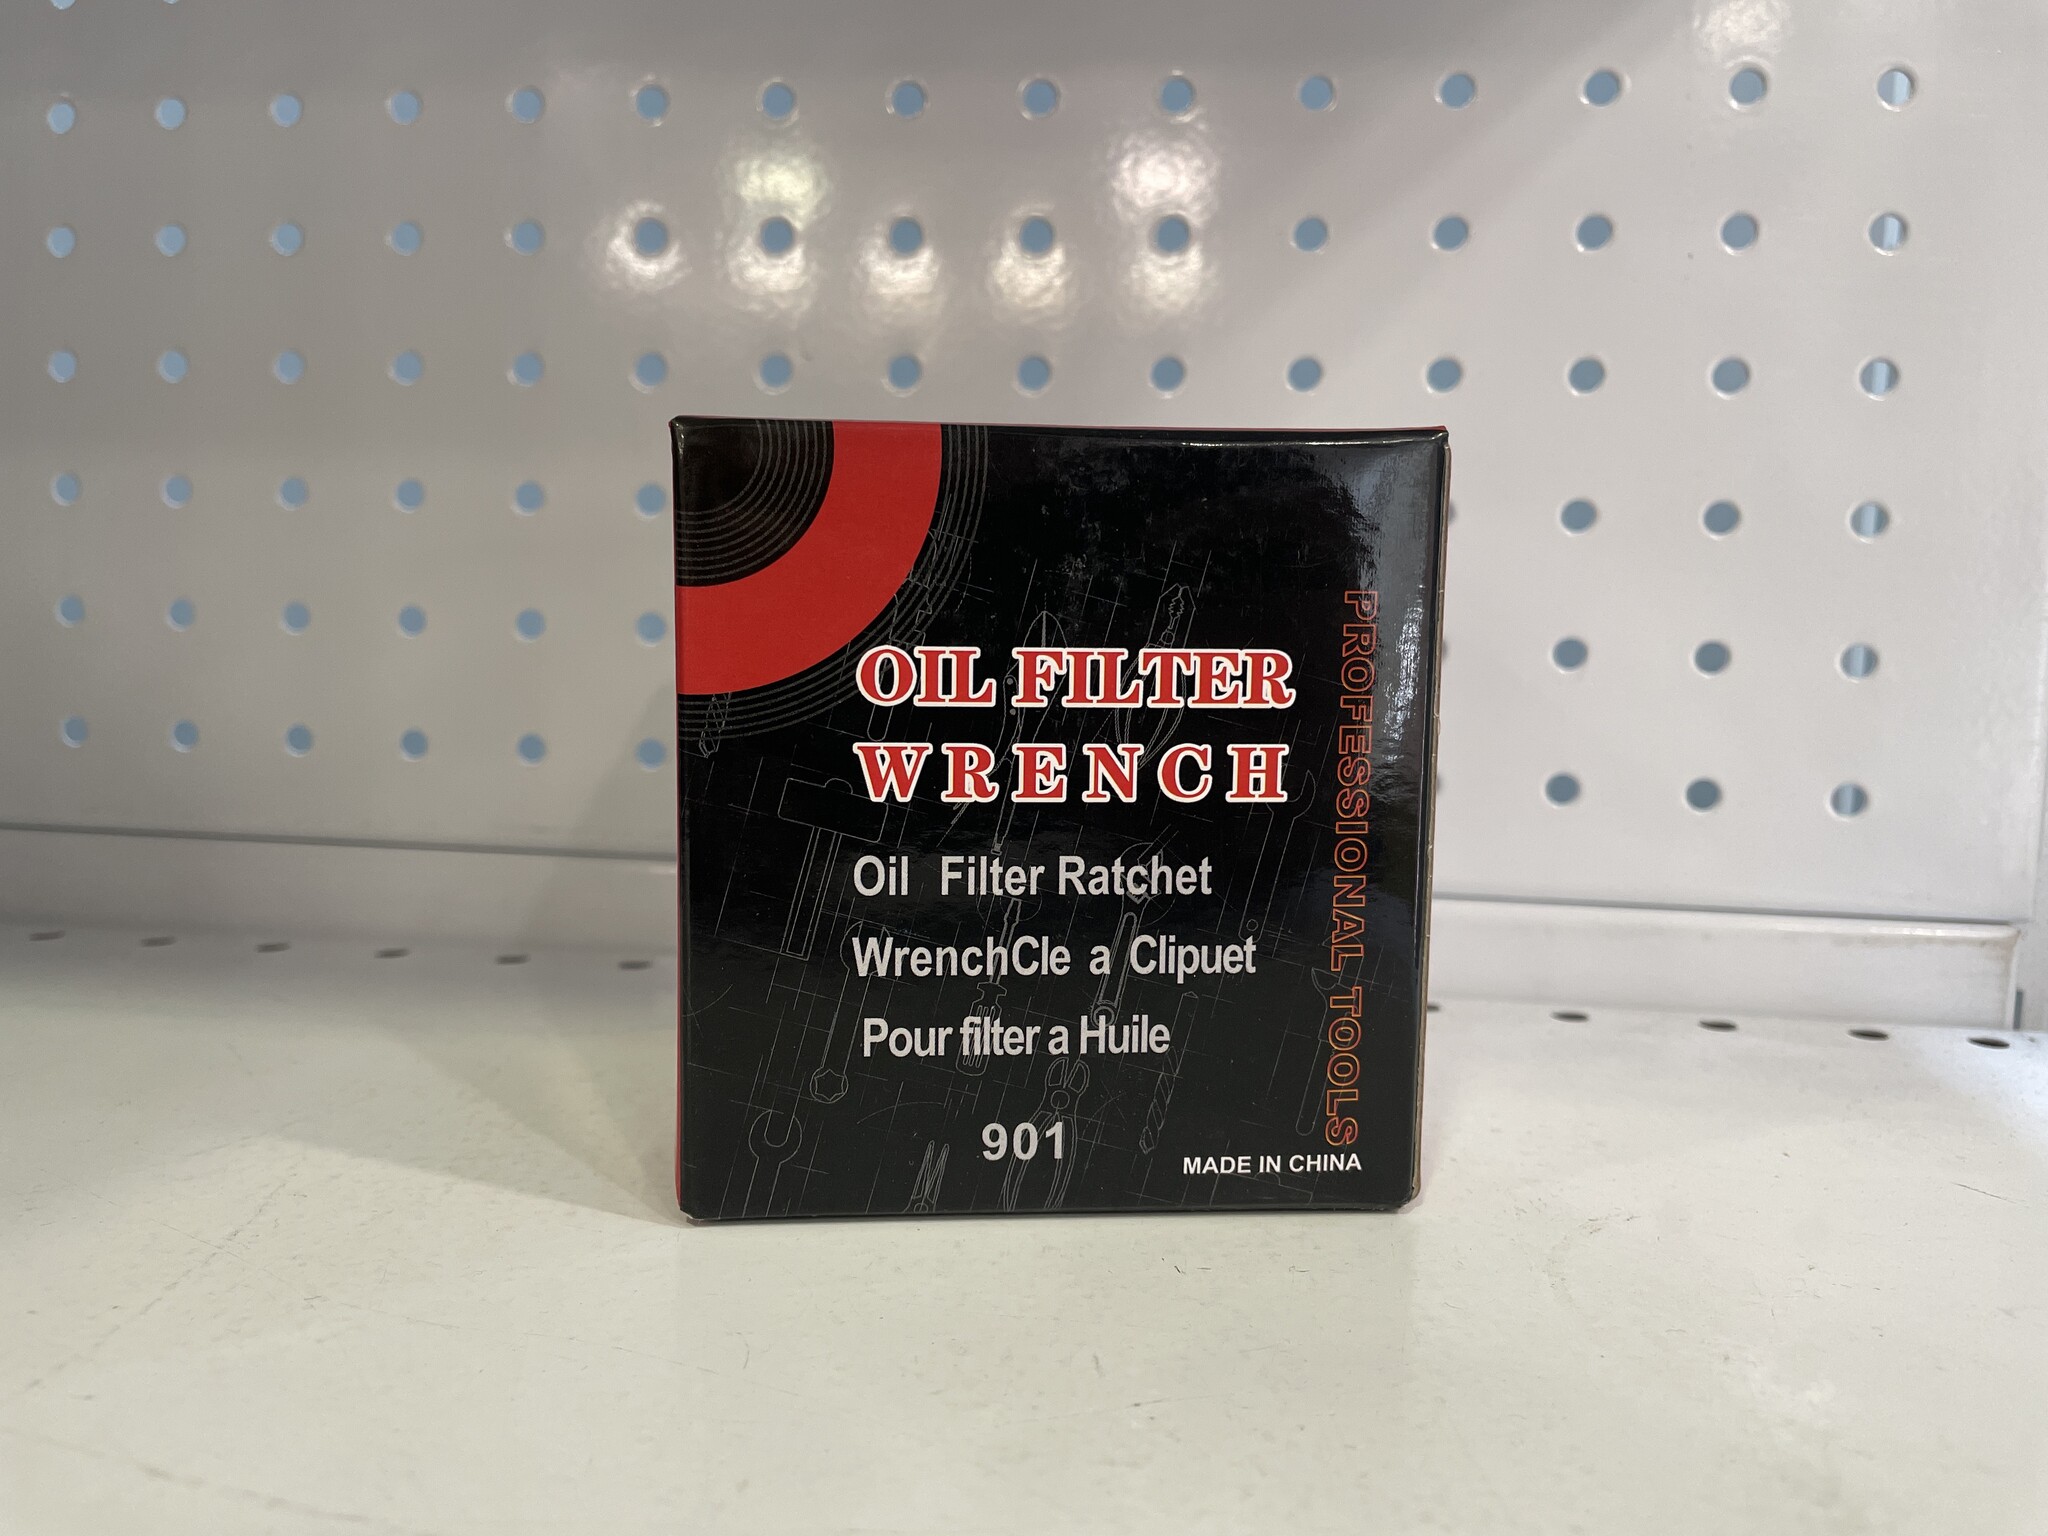 OIL FILTER
WRENCH
Oil Filter Ratchet
WrenchCle a Clipuet
Pour filter a Huile
901
MADE IN CHINA
PROFESSIONAL TOOLS